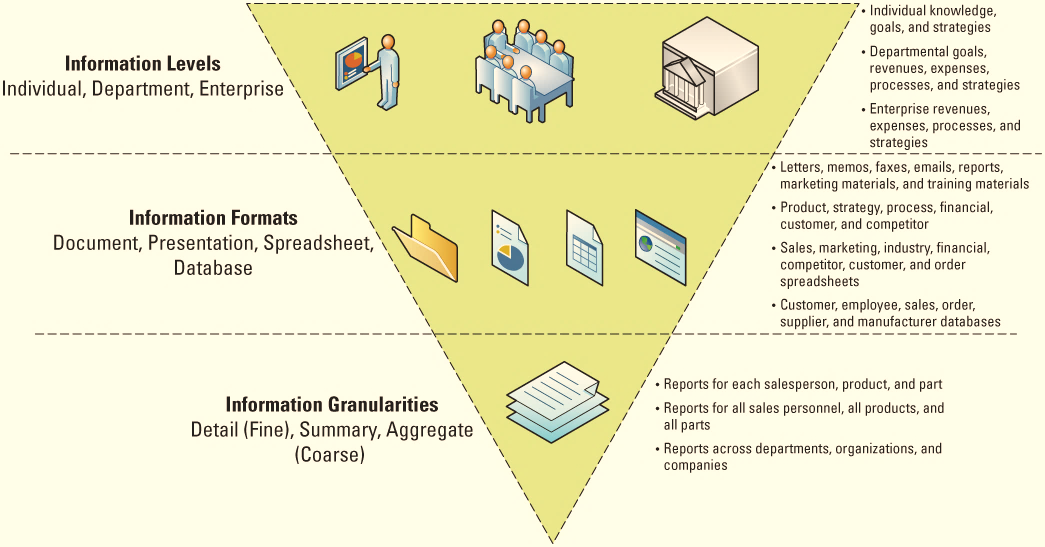 Information Levels
Individual, Department, Enterprise
• Individual knowledge,
goals, and strategies
• Departmental goals,
revenues, expenses,
processes, and strategies
• Enterprise revenues,
expenses, processes, and
strategies
Information Formats
Document, Presentation, Spreadsheet,
Database
• Letters, memos, faxes, emails, reports,
marketing materials, and training materials
• Product, strategy, process, financial,
customer, and competitor
• Sales, marketing, industry, financial,
competitor, customer, and order
spreadsheets
• Customer, employee, sales, order,
supplier, and manufacturer databases
Information Granularities
Detail (Fine), Summary, Aggregate
(Coarse)
• Reports for each salesperson, product, and part
• Reports for all sales personnel, all products, and
all parts
• Reports across departments, organizations, and
companies